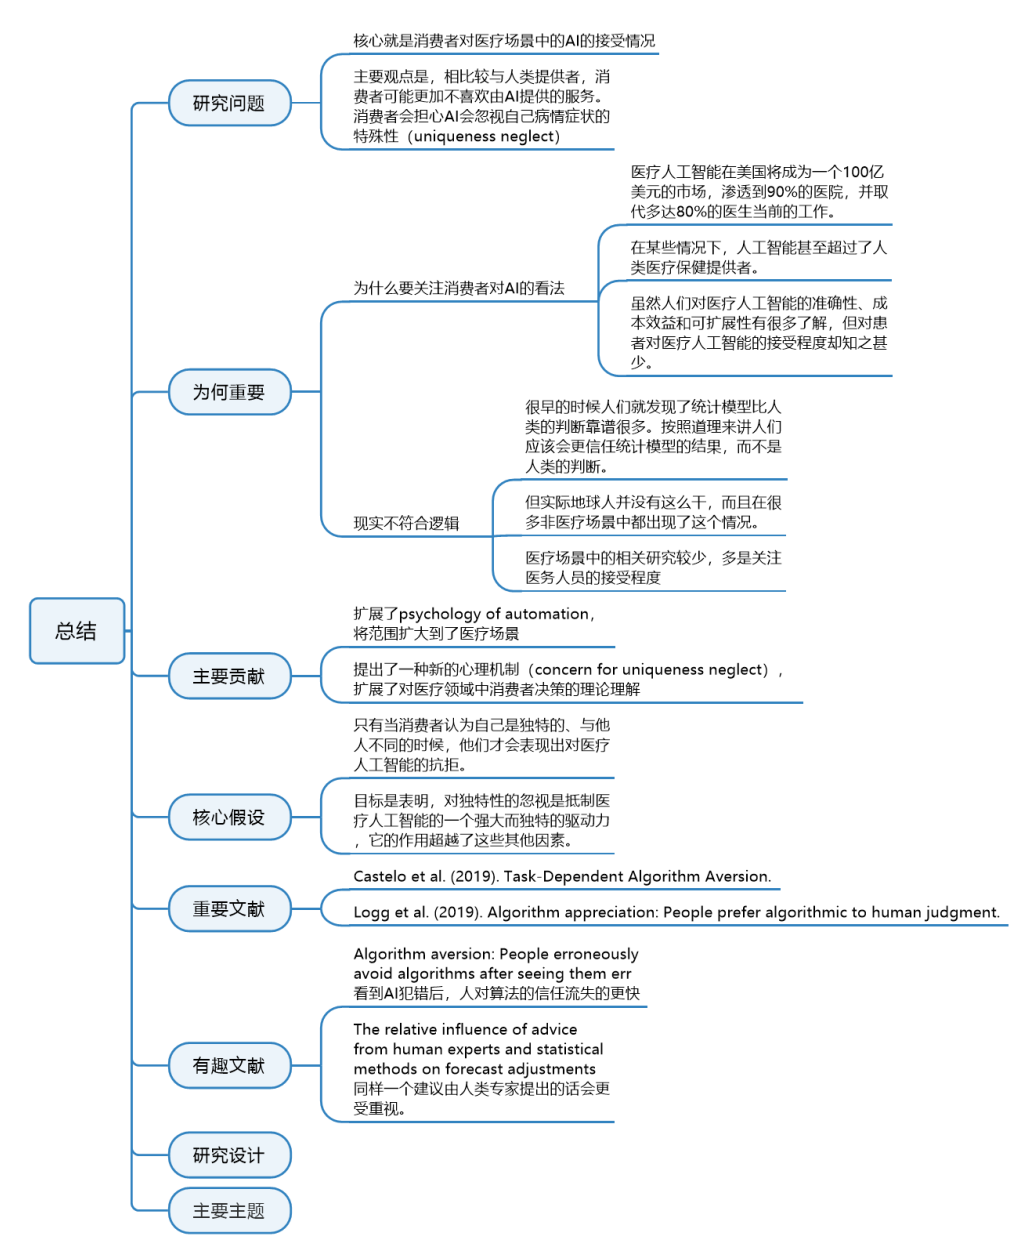 总结
研究问题
核心就是消费者对医疗场景中的AI的接受情况
主要观点是，相比较与人类提供者，消
费者可能更加不喜欢由AI提供的服务。
消费者会担心AI会忽视自己病情症状的
特殊性（uniqueness neglect）
为何重要
为什么要关注消费者对AI的看法
医疗人工智能在美国将成为一个100亿
美元的市场，渗透到90%的医院，并取
代多达80%的医生当前的工作。
在某些情况下，人工智能甚至超过了人
类医疗保健提供者。
虽然人们对医疗人工智能的准确性、成
本效益和可扩展性有很多了解，但对患
者对医疗人工智能的接受程度却知之甚
少。
现实不符合逻辑
很早的时候人们就发现了统计模型比人
类的判断靠谱很多。按照道理来讲人们
应该会更信任统计模型的结果，而不是
人类的判断。
但实际地球人并没有这么干，而且在很
多非医疗场景中都出现了这个情况。
医疗场景中的相关研究较少，多是关注
医务人员的接受程度
主要贡献
扩展了psychology of automation，
将范围扩大到了医疗场景
提出了一种新的心理机制（concern for uniqueness neglect），
扩展了对医疗领域中消费者决策的理论理解
核心假设
只有当消费者认为自己是独特的、与他
人不同的时候，他们才会表现出对医疗
人工智能的抗拒。
目标是表明，对独特性的忽视是抵制医
疗人工智能的一个强大而独特的驱动力
，它的作用超越了这些其他因素。
重要文献
Castelo et al. (2019). Task-Dependent Algorithm Aversion.
Logg et al. (2019). Algorithm appreciation: People prefer algorithmic to human judgment.
有趣文献
Algorithm aversion: People erroneously
avoid algorithms after seeing them err
看到AI犯错后，人对算法的信任流失的更快
The relative influence of advice
from human experts and statistical
methods on forecast adjustments
同样一个建议由人类专家提出的话会更
受重视。
研究设计
主要主题